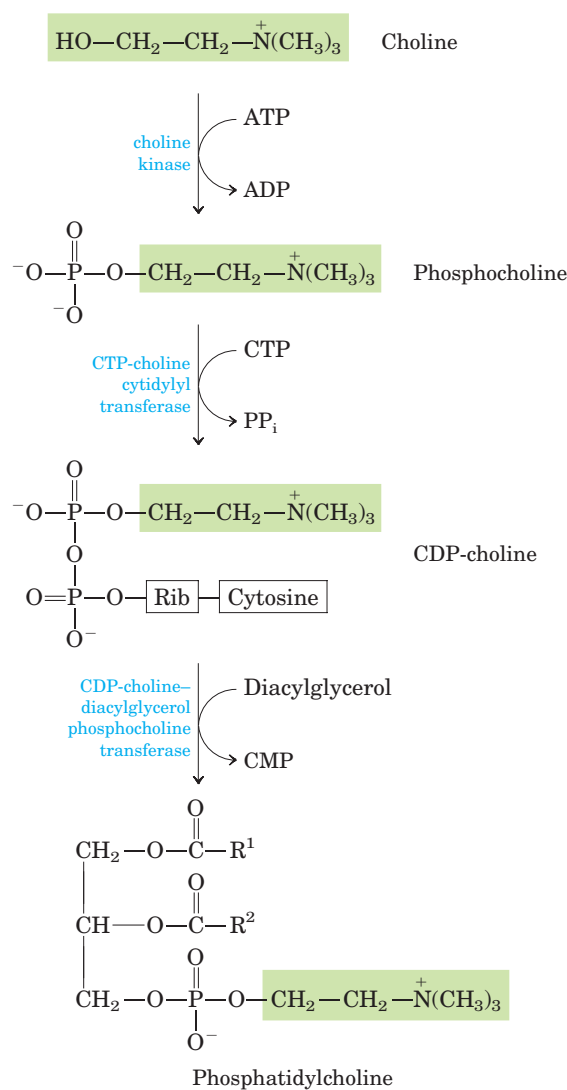 HO—CH₂—CH₂—N⁺(CH₃)₃ Choline
ATP
choline
kinase
ADP
O
⁻O—P—O—CH₂—CH₂—N⁺(CH₃)₃ Phosphocholine
⁻O
CTP
CTP-choline
cytidylyl
transferase
PPᵢ
O
⁻O—P—O—CH₂—CH₂—N⁺(CH₃)₃
O
CDP-choline
O=P—O—Rib—Cytosine
O⁻
CDP-choline–
diacylglycerol
phosphocholine
transferase
Diacylglycerol
CMP
O
CH₂—O—C—R¹
O
CH—O—C—R²
O
CH₂—O—P—O—CH₂—CH₂—N⁺(CH₃)₃
O⁻
Phosphatidylcholine